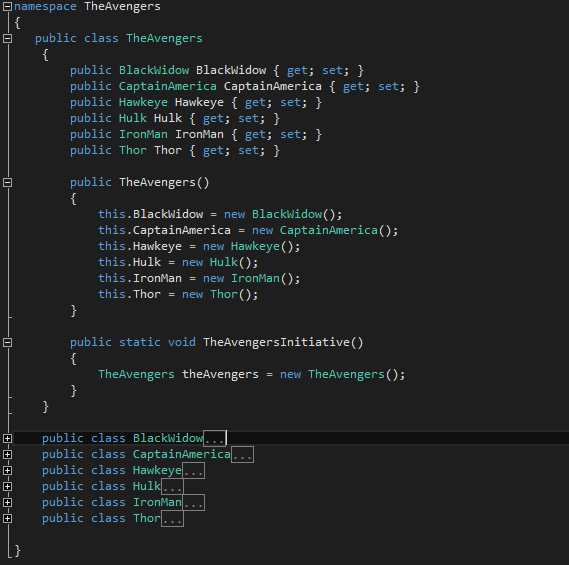 namespace TheAvengers
{
public class TheAvengers
{
public BlackWidow BlackWidow { get; set; }
public CaptainAmerica CaptainAmerica { get; set; }
public Hawkeye Hawkeye { get; set; }
public Hulk Hulk { get; set; }
public IronMan IronMan { get; set; }
public Thor Thor { get; set; }
public TheAvengers()
{
this.BlackWidow = new BlackWidow();
this.CaptainAmerica = new CaptainAmerica();
this.Hawkeye = new Hawkeye();
this.Hulk = new Hulk();
this.IronMan = new IronMan();
this.Thor = new Thor();
}
public static void TheAvengersInitiative()
{
TheAvengers theAvengers = new TheAvengers();
}
}
public class BlackWidow...
public class CaptainAmerica...
public class Hawkeye...
public class Hulk...
public class IronMan...
public class Thor...
}